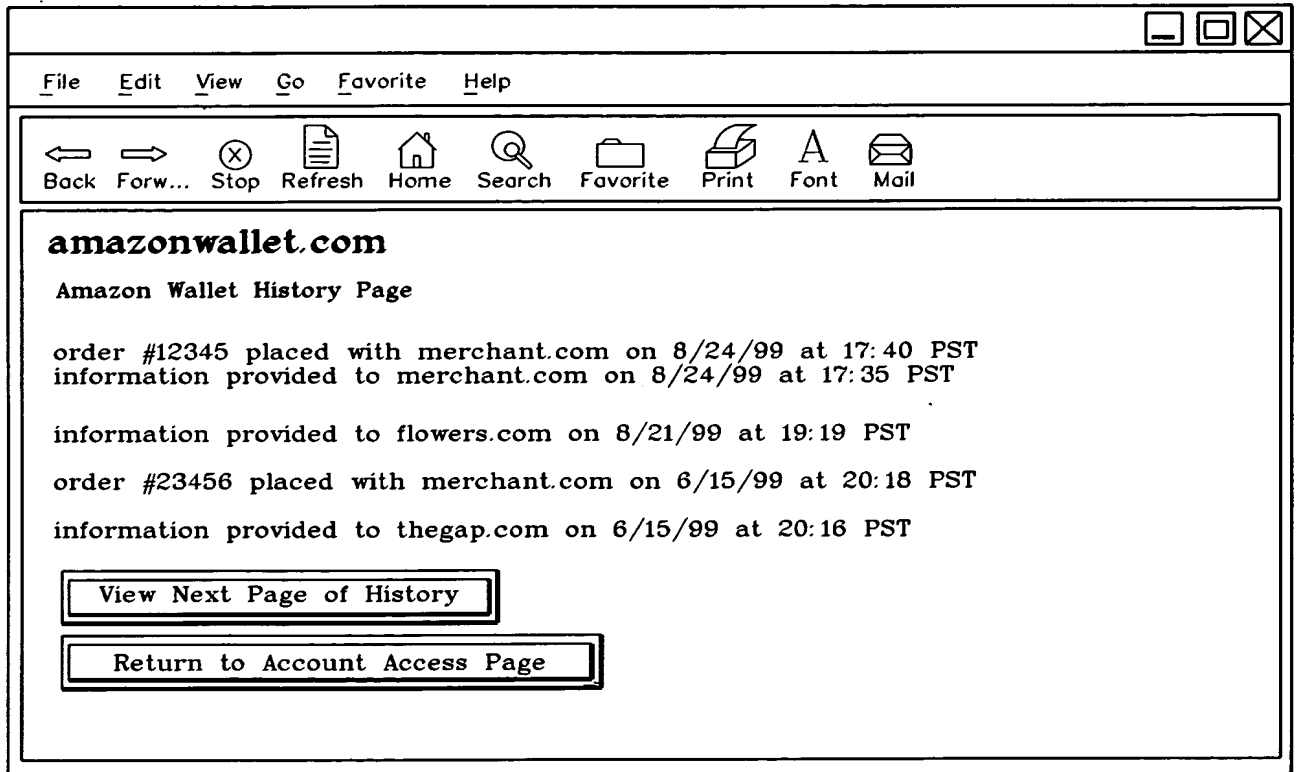 File Edit View Go Favorite Help
Back Forw... Stop Refresh Home Search Favorite Print Font Mail
amazonwallet.com
Amazon Wallet History Page
order #12345 placed with merchant.com on 8/24/99 at 17:40 PST
information provided to merchant.com on 8/24/99 at 17:35 PST
information provided to flowers.com on 8/21/99 at 19:19 PST
order #23456 placed with merchant.com on 6/15/99 at 20:18 PST
information provided to thegap.com on 6/15/99 at 20:16 PST
View Next Page of History
Return to Account Access Page